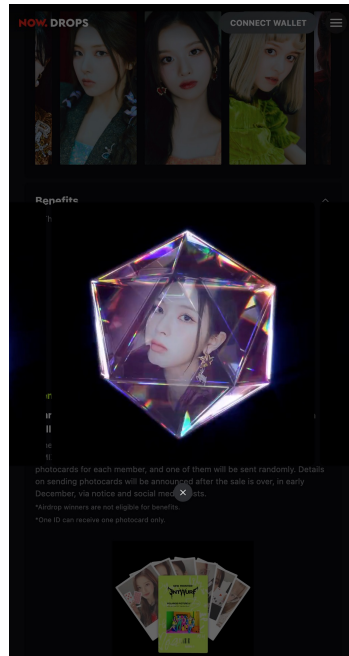 NOW. DROPS
CONNECT WALLET
Benefits
photocards for each member, and one of them will be sent randomly. Details
on sending photocards will be announced after the sale is over, in early
December, via notice and social med sts.
*Airdrop winners are not eligible for benefits.
*One ID can receive one photocard only.